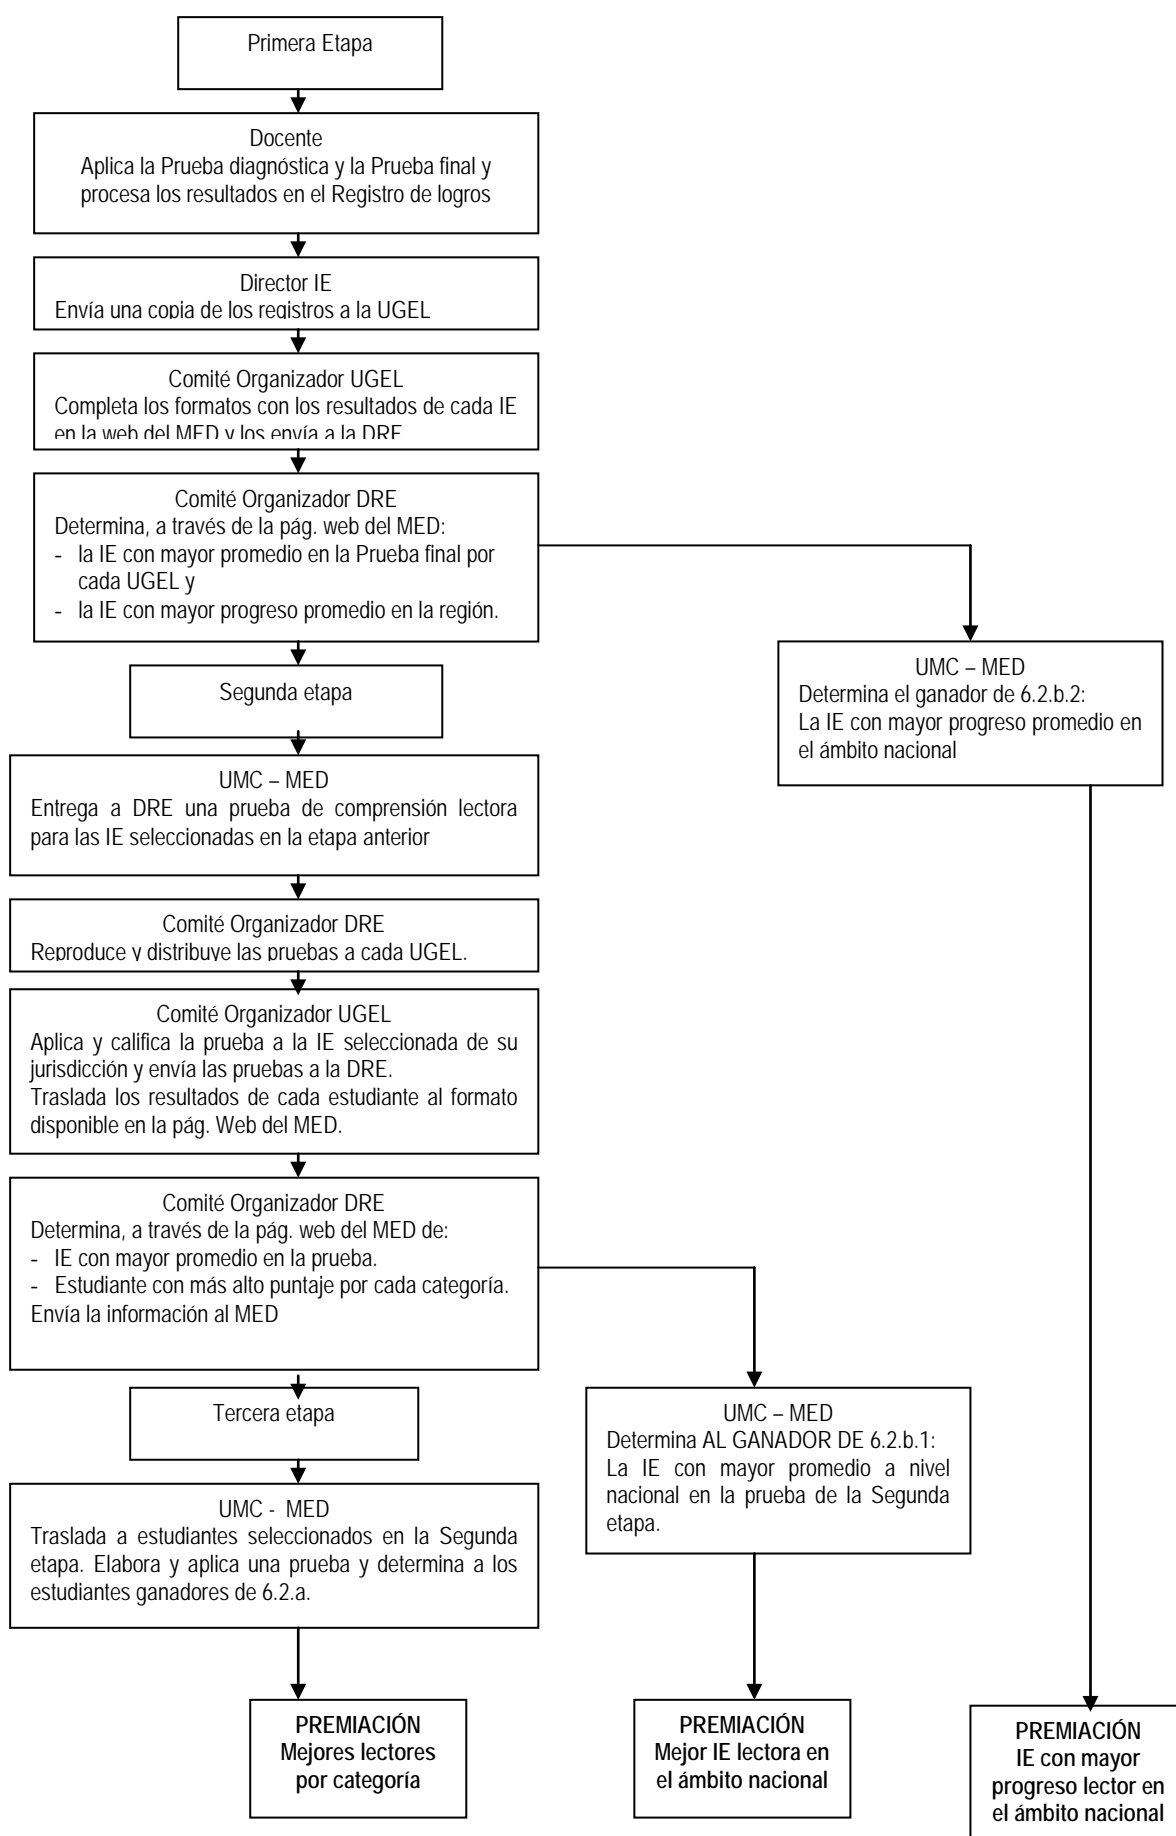 Primera Etapa
Docente
Aplica la Prueba diagnóstica y la Prueba final y
procesa los resultados en el Registro de logros
Director IE
Envía una copia de los registros a la UGEL
Comité Organizador UGEL
Completa los formatos con los resultados de cada IE
en la web del MED y los envía a la DRE
Comité Organizador DRE
Determina, a través de la pág. web del MED:
- la IE con mayor promedio en la Prueba final por
cada UGEL y
- la IE con mayor progreso promedio en la región.
UMC – MED
Determina el ganador de 6.2.b.2:
La IE con mayor progreso promedio en
el ámbito nacional
Segunda etapa
UMC – MED
Entrega a DRE una prueba de comprensión lectora
para las IE seleccionadas en la etapa anterior
Comité Organizador DRE
Reproduce y distribuye las pruebas a cada UGEL.
Comité Organizador UGEL
Aplica y califica la prueba a la IE seleccionada de su
jurisdicción y envía las pruebas a la DRE.
Traslada los resultados de cada estudiante al formato
disponible en la pág. Web del MED.
Comité Organizador DRE
Determina, a través de la pág. web del MED de:
- IE con mayor promedio en la prueba.
- Estudiante con más alto puntaje por cada categoría.
Envía la información al MED
Tercera etapa
UMC – MED
Determina AL GANADOR DE 6.2.b.1:
La IE con mayor promedio a nivel
nacional en la prueba de la Segunda
etapa.
UMC - MED
Traslada a estudiantes seleccionados en la Segunda
etapa. Elabora y aplica una prueba y determina a los
estudiantes ganadores de 6.2.a.
PREMIACIÓN
Mejores lectores
por categoría
PREMIACIÓN
Mejor IE lectora en
el ámbito nacional
PREMIACIÓN
IE con mayor
progreso lector en
el ámbito nacional